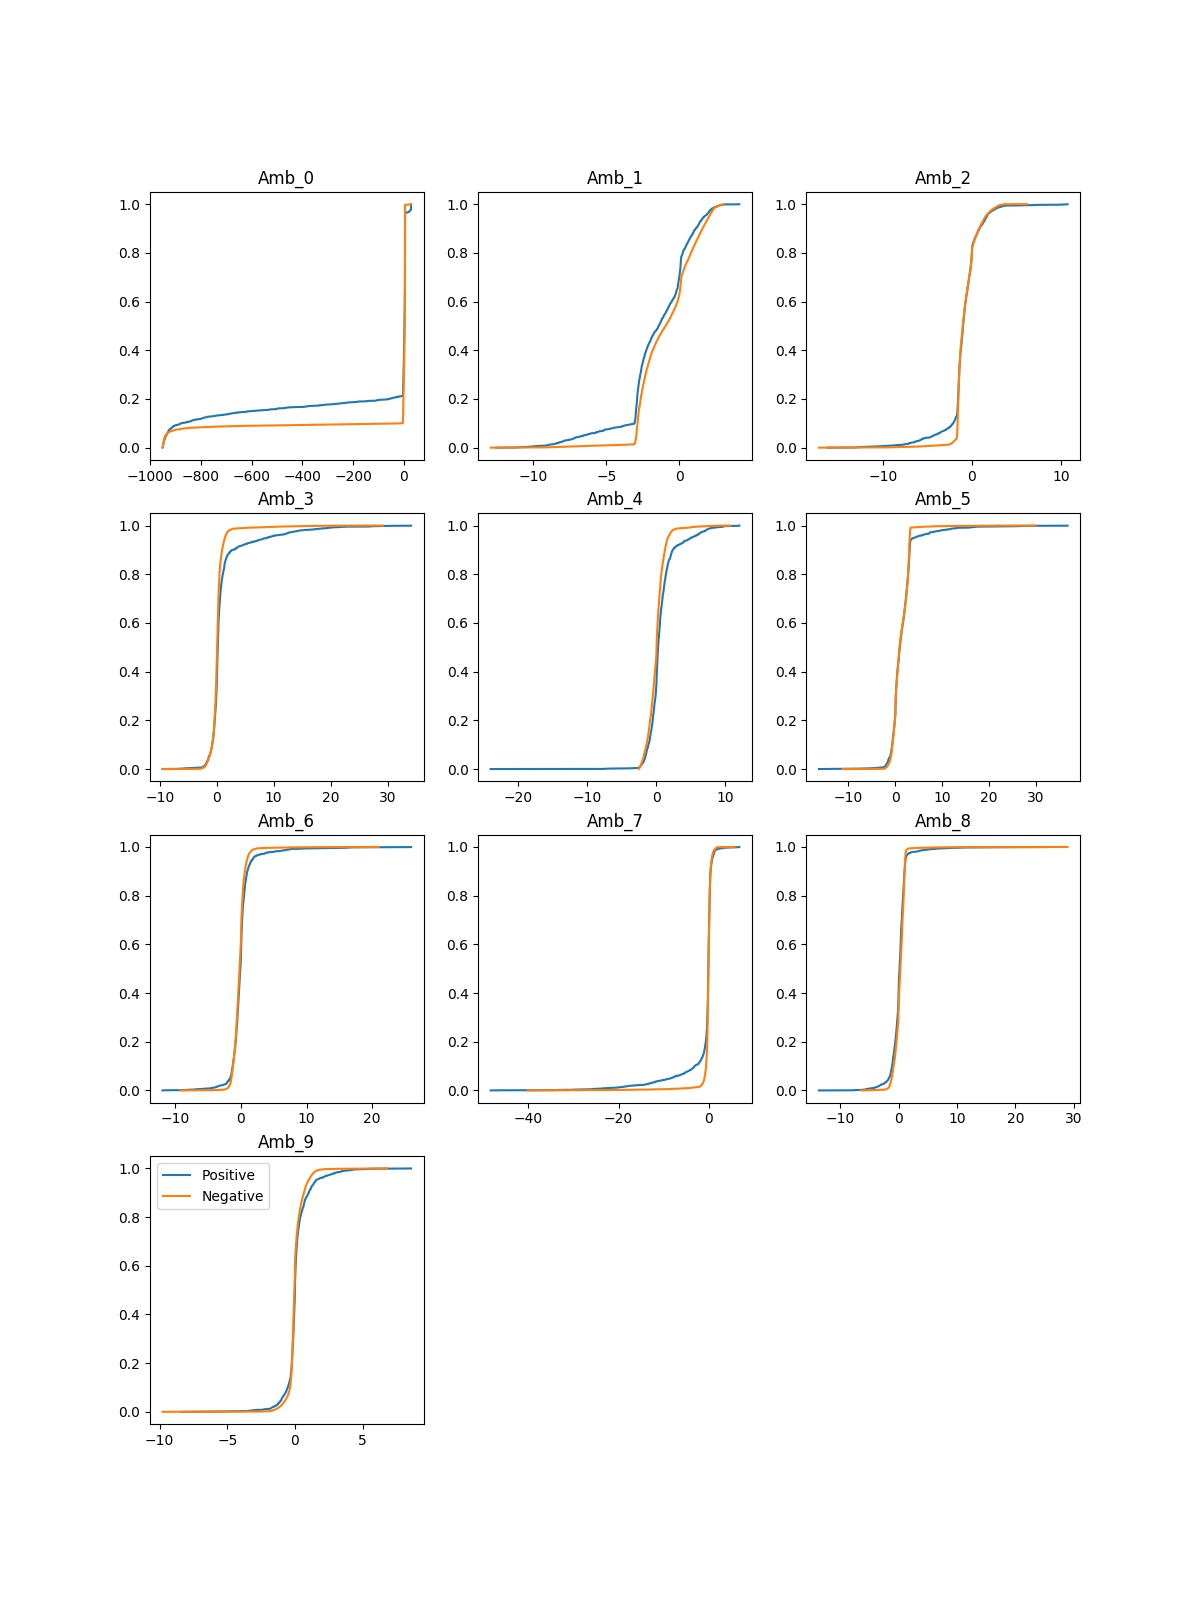 Amb_0 Amb_1 Amb_2
1.0 1.0 1.0
0.8 0.8 0.8
0.6 0.6 0.6
0.4 0.4 0.4
0.2 0.2 0.2
0.0 0.0 0.0
−1000 −800 −600 −400 −200 0 −10 −5 0 −10 0 10
Amb_3 Amb_4 Amb_5
1.0 1.0 1.0
0.8 0.8 0.8
0.6 0.6 0.6
0.4 0.4 0.4
0.2 0.2 0.2
0.0 0.0 0.0
−10 0 10 20 30 −20 −10 0 10 −10 0 10 20 30
Amb_6 Amb_7 Amb_8
1.0 1.0 1.0
0.8 0.8 0.8
0.6 0.6 0.6
0.4 0.4 0.4
0.2 0.2 0.2
0.0 0.0 0.0
−10 0 10 20 −40 −20 0 −10 0 10 20 30
Amb_9
1.0 Positive
Negative
0.8
0.6
0.4
0.2
0.0
−10 −5 0 5